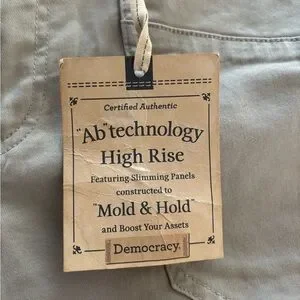 Certified Authentic
"Ab"technology
High Rise
Featuring Slimming Panels
constructed to
"Mold & Hold"
and Boost Your Assets
Democracy.